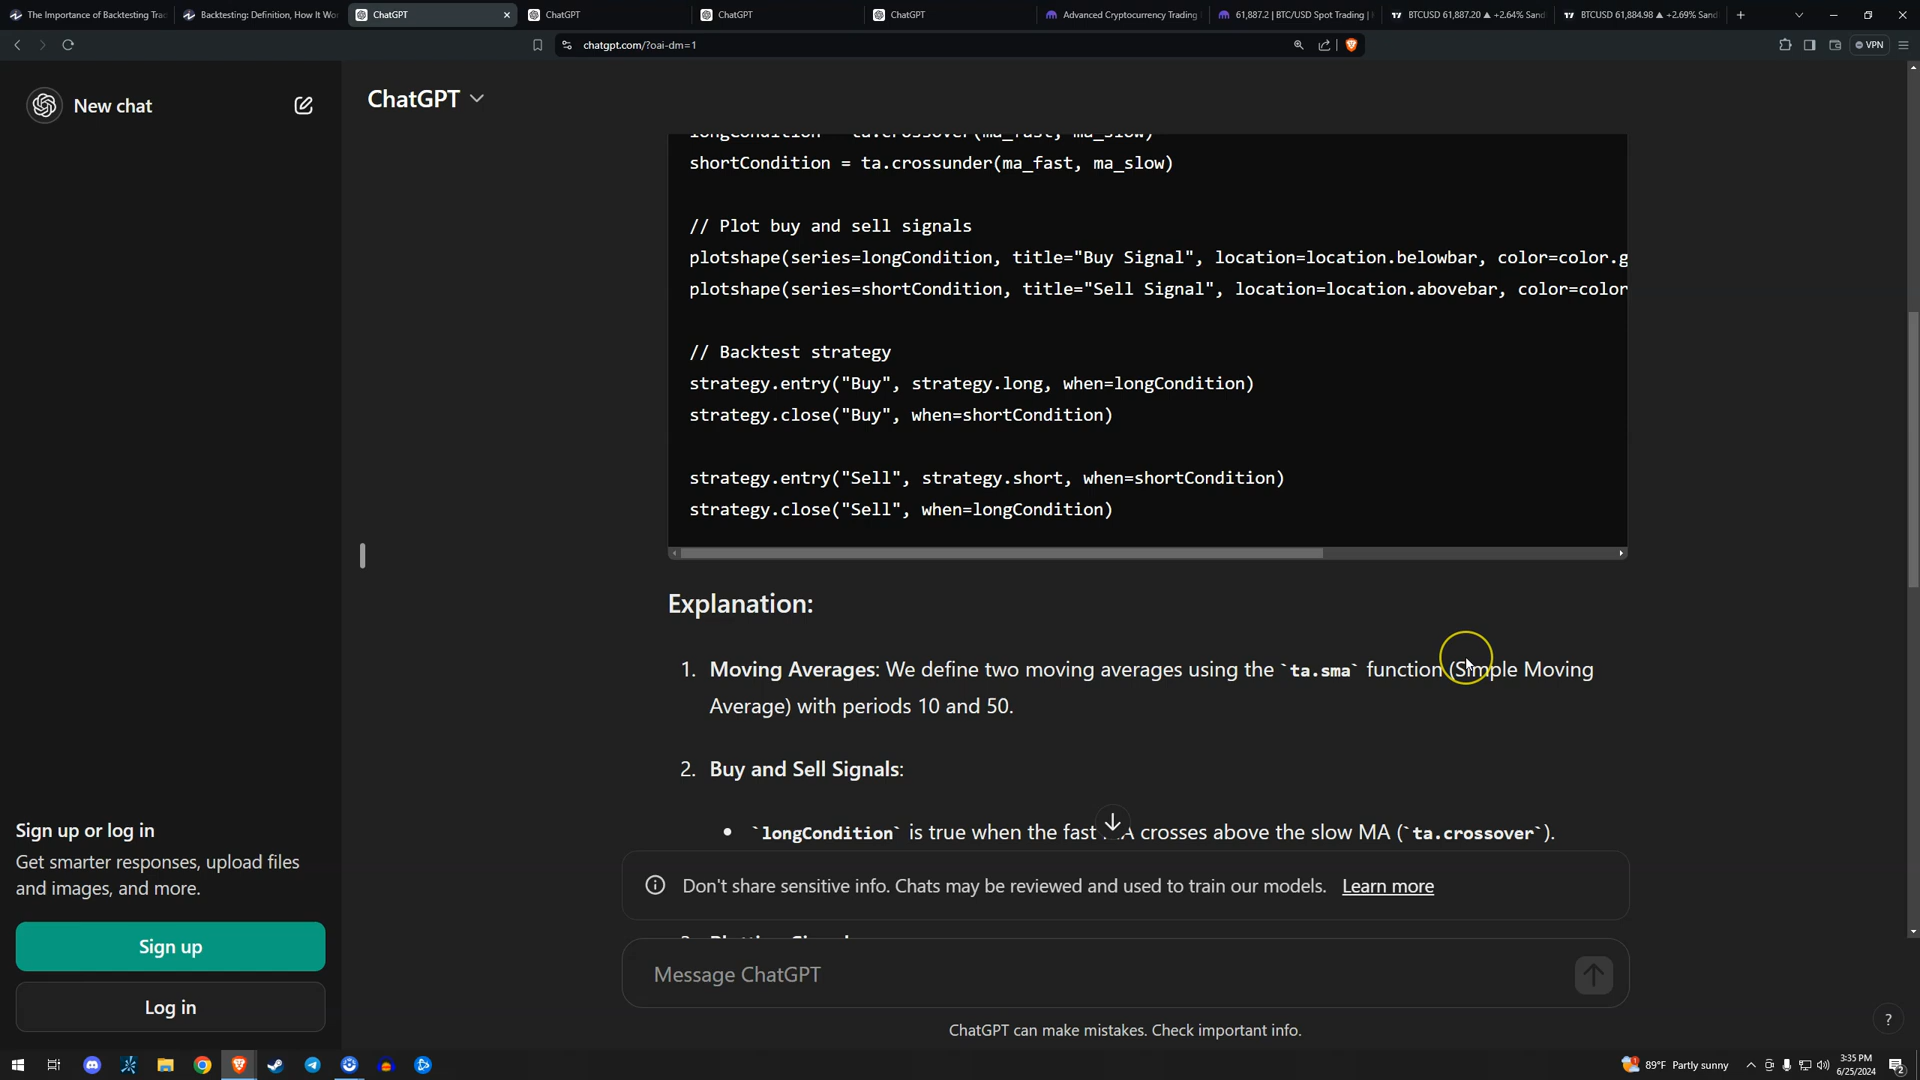 The Importance of Backtesting Trad
Backtesting: Definition, How It Wor
ChatGPT
ChatGPT
ChatGPT
ChatGPT
Advanced Cryptocurrency Trading
61,887.2 | BTC/USD Spot Trading |
BTCUSD 61,887.20 ▲ +2.64% Sand
BTCUSD 61,884.98 ▲ +2.69% Sand
chatgpt.com/?oai-dm=1
VPN
New chat
ChatGPT
longCondition = ta.crossover(ma_fast, ma_slow)
shortCondition = ta.crossunder(ma_fast, ma_slow)
// Plot buy and sell signals
plotshape(series=longCondition, title="Buy Signal", location=location.belowbar, color=color.g
plotshape(series=shortCondition, title="Sell Signal", location=location.abovebar, color=color
// Backtest strategy
strategy.entry("Buy", strategy.long, when=longCondition)
strategy.close("Buy", when=shortCondition)
strategy.entry("Sell", strategy.short, when=shortCondition)
strategy.close("Sell", when=longCondition)
Explanation:
1. Moving Averages: We define two moving averages using the `ta.sma` function (Simple Moving
Average) with periods 10 and 50.
2. Buy and Sell Signals:
• `longCondition` is true when the fast MA crosses above the slow MA (`ta.crossover`).
Don't share sensitive info. Chats may be reviewed and used to train our models. Learn more
Message ChatGPT
ChatGPT can make mistakes. Check important info.
?
Sign up or log in
Get smarter responses, upload files
and images, and more.
Sign up
Log in
89°F Partly sunny
3:35 PM
6/25/2024
2